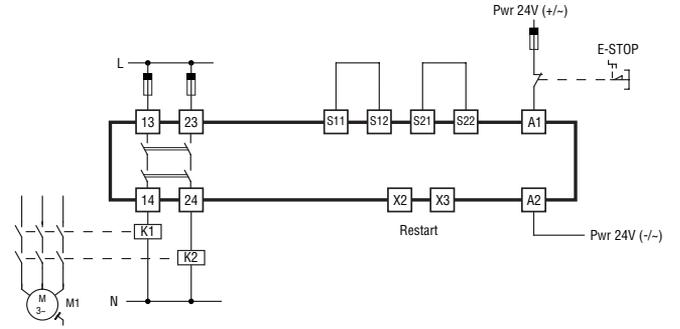 Pwr 24V (+/~)
E-STOP
L
13
23
S11
S12
S21
S22
A1
14
24
X2
X3
A2
K1
Restart
Pwr 24V (-/~)
K2
M
3~
M1
N